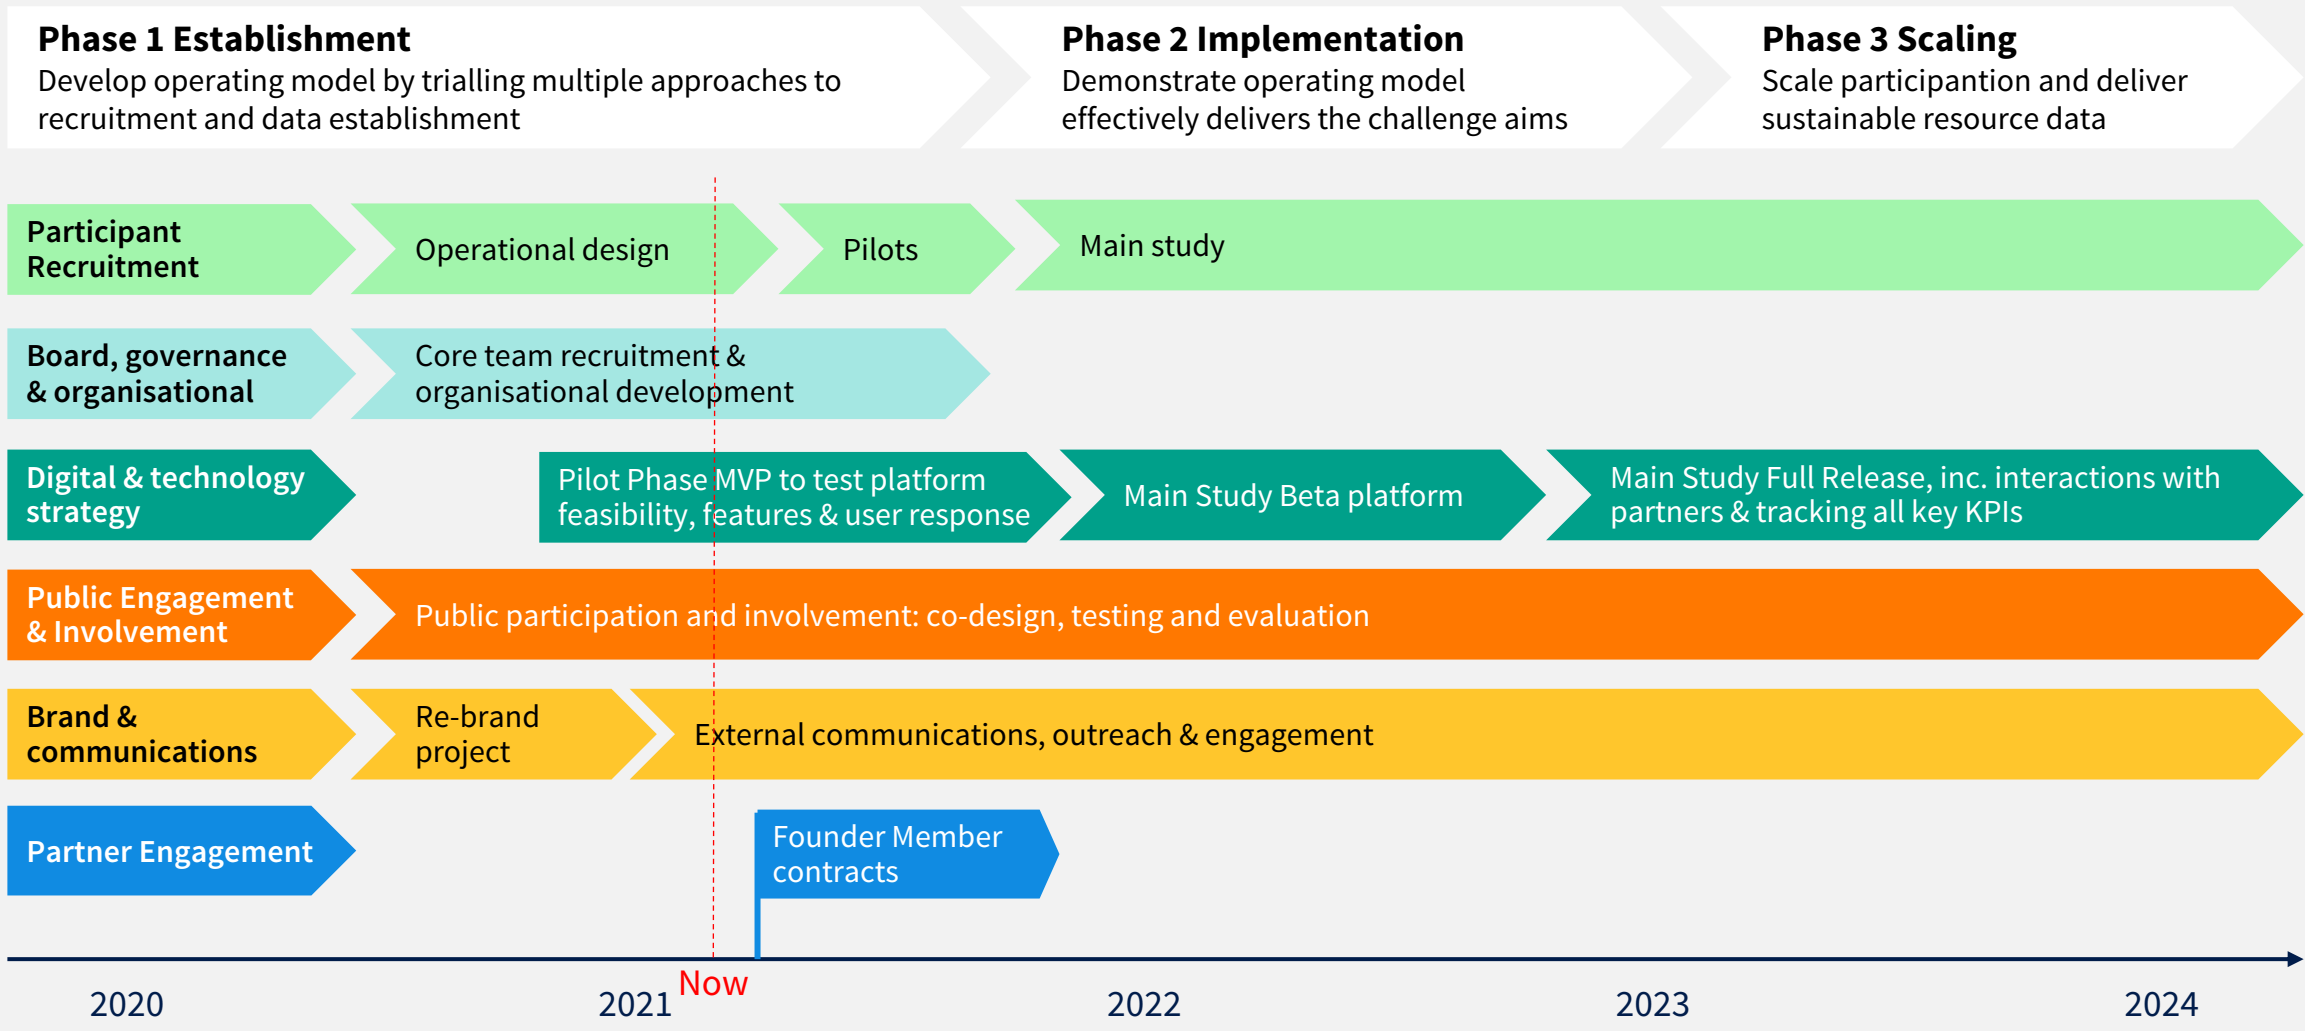 Phase 1 Establishment
Develop operating model by trialling multiple approaches to
recruitment and data establishment
Phase 2 Implementation
Demonstrate operating model
effectively delivers the challenge aims
Phase 3 Scaling
Scale participantion and deliver
sustainable resource data
Participant
Recruitment
Operational design
Pilots
Main study
Board, governance
& organisational
Core team recruitment &
organisational development
Digital & technology
strategy
Pilot Phase MVP to test platform
feasibility, features & user response
Main Study Beta platform
Main Study Full Release, inc. interactions with
partners & tracking all key KPIs
Public Engagement
& Involvement
Public participation and involvement: co-design, testing and evaluation
Brand &
communications
Re-brand
project
External communications, outreach & engagement
Partner Engagement
Founder Member
contracts
Now
2020
2021
2022
2023
2024